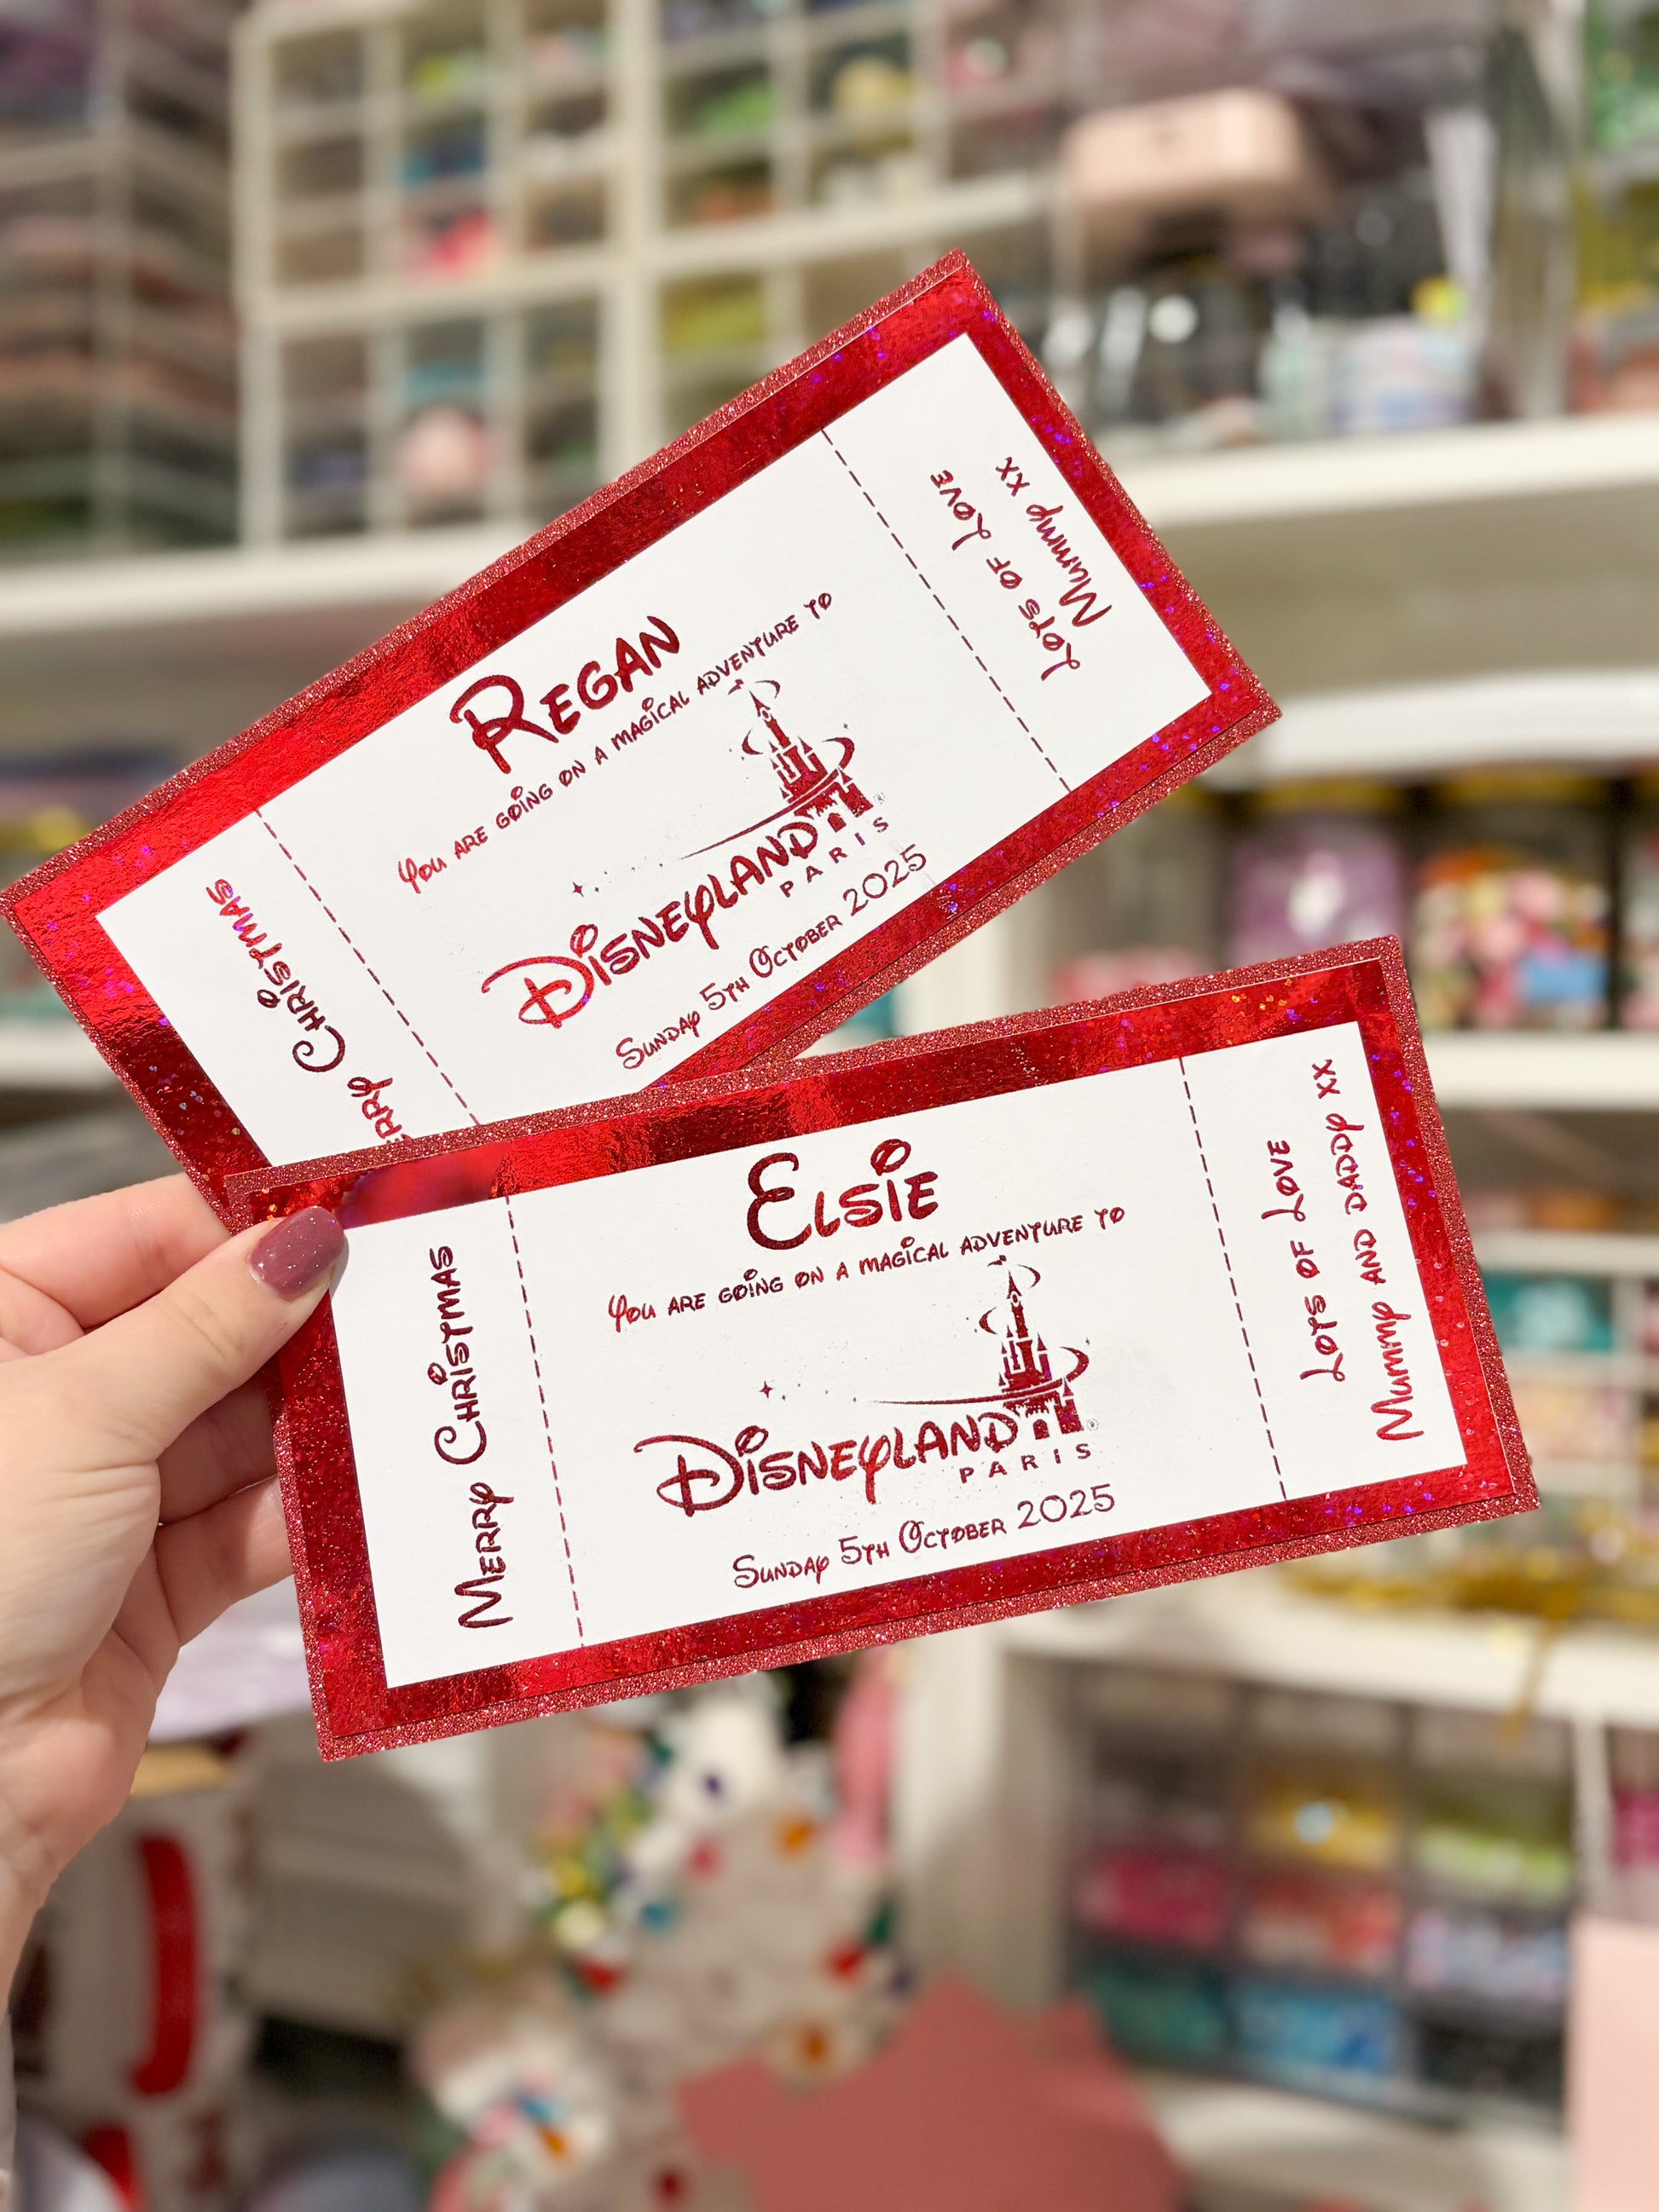 Merry Christmas
Regan
You are going on a magical adventure to
Disneyland®
PARIS
Sunday 5th October 2025
Lots of Love
Mummy xx
Merry Christmas
Elsie
You are going on a magical adventure to
Disneyland®
PARIS
Sunday 5th October 2025
Lots of Love
Mummy and Daddy xx